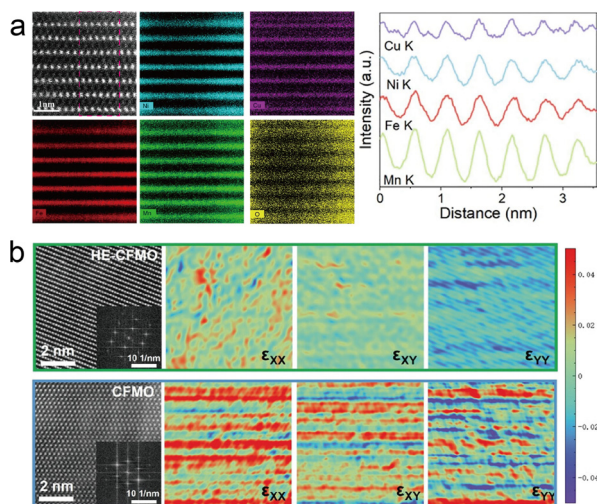 a
1 nm
Ni
Cu
Fe
Mn
O
Intensity (a.u.)
Cu K
Ni K
Fe K
Mn K
0
1
2
3
Distance (nm)
b
HE-CFMO
2 nm
10 1/nm
εXX
εXY
εYY
CFMO
2 nm
10 1/nm
εXX
εXY
εYY
0.04
0.02
0
-0.02
-0.04